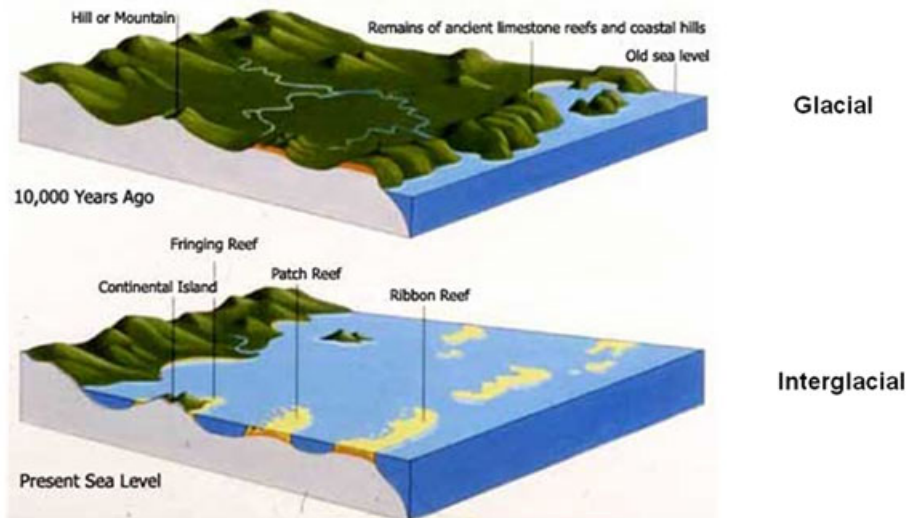 Hill or Mountain
Remains of ancient limestone reefs and coastal hills
Old sea level
Glacial
10,000 Years Ago
Fringing Reef
Patch Reef
Continental Island
Ribbon Reef
Interglacial
Present Sea Level